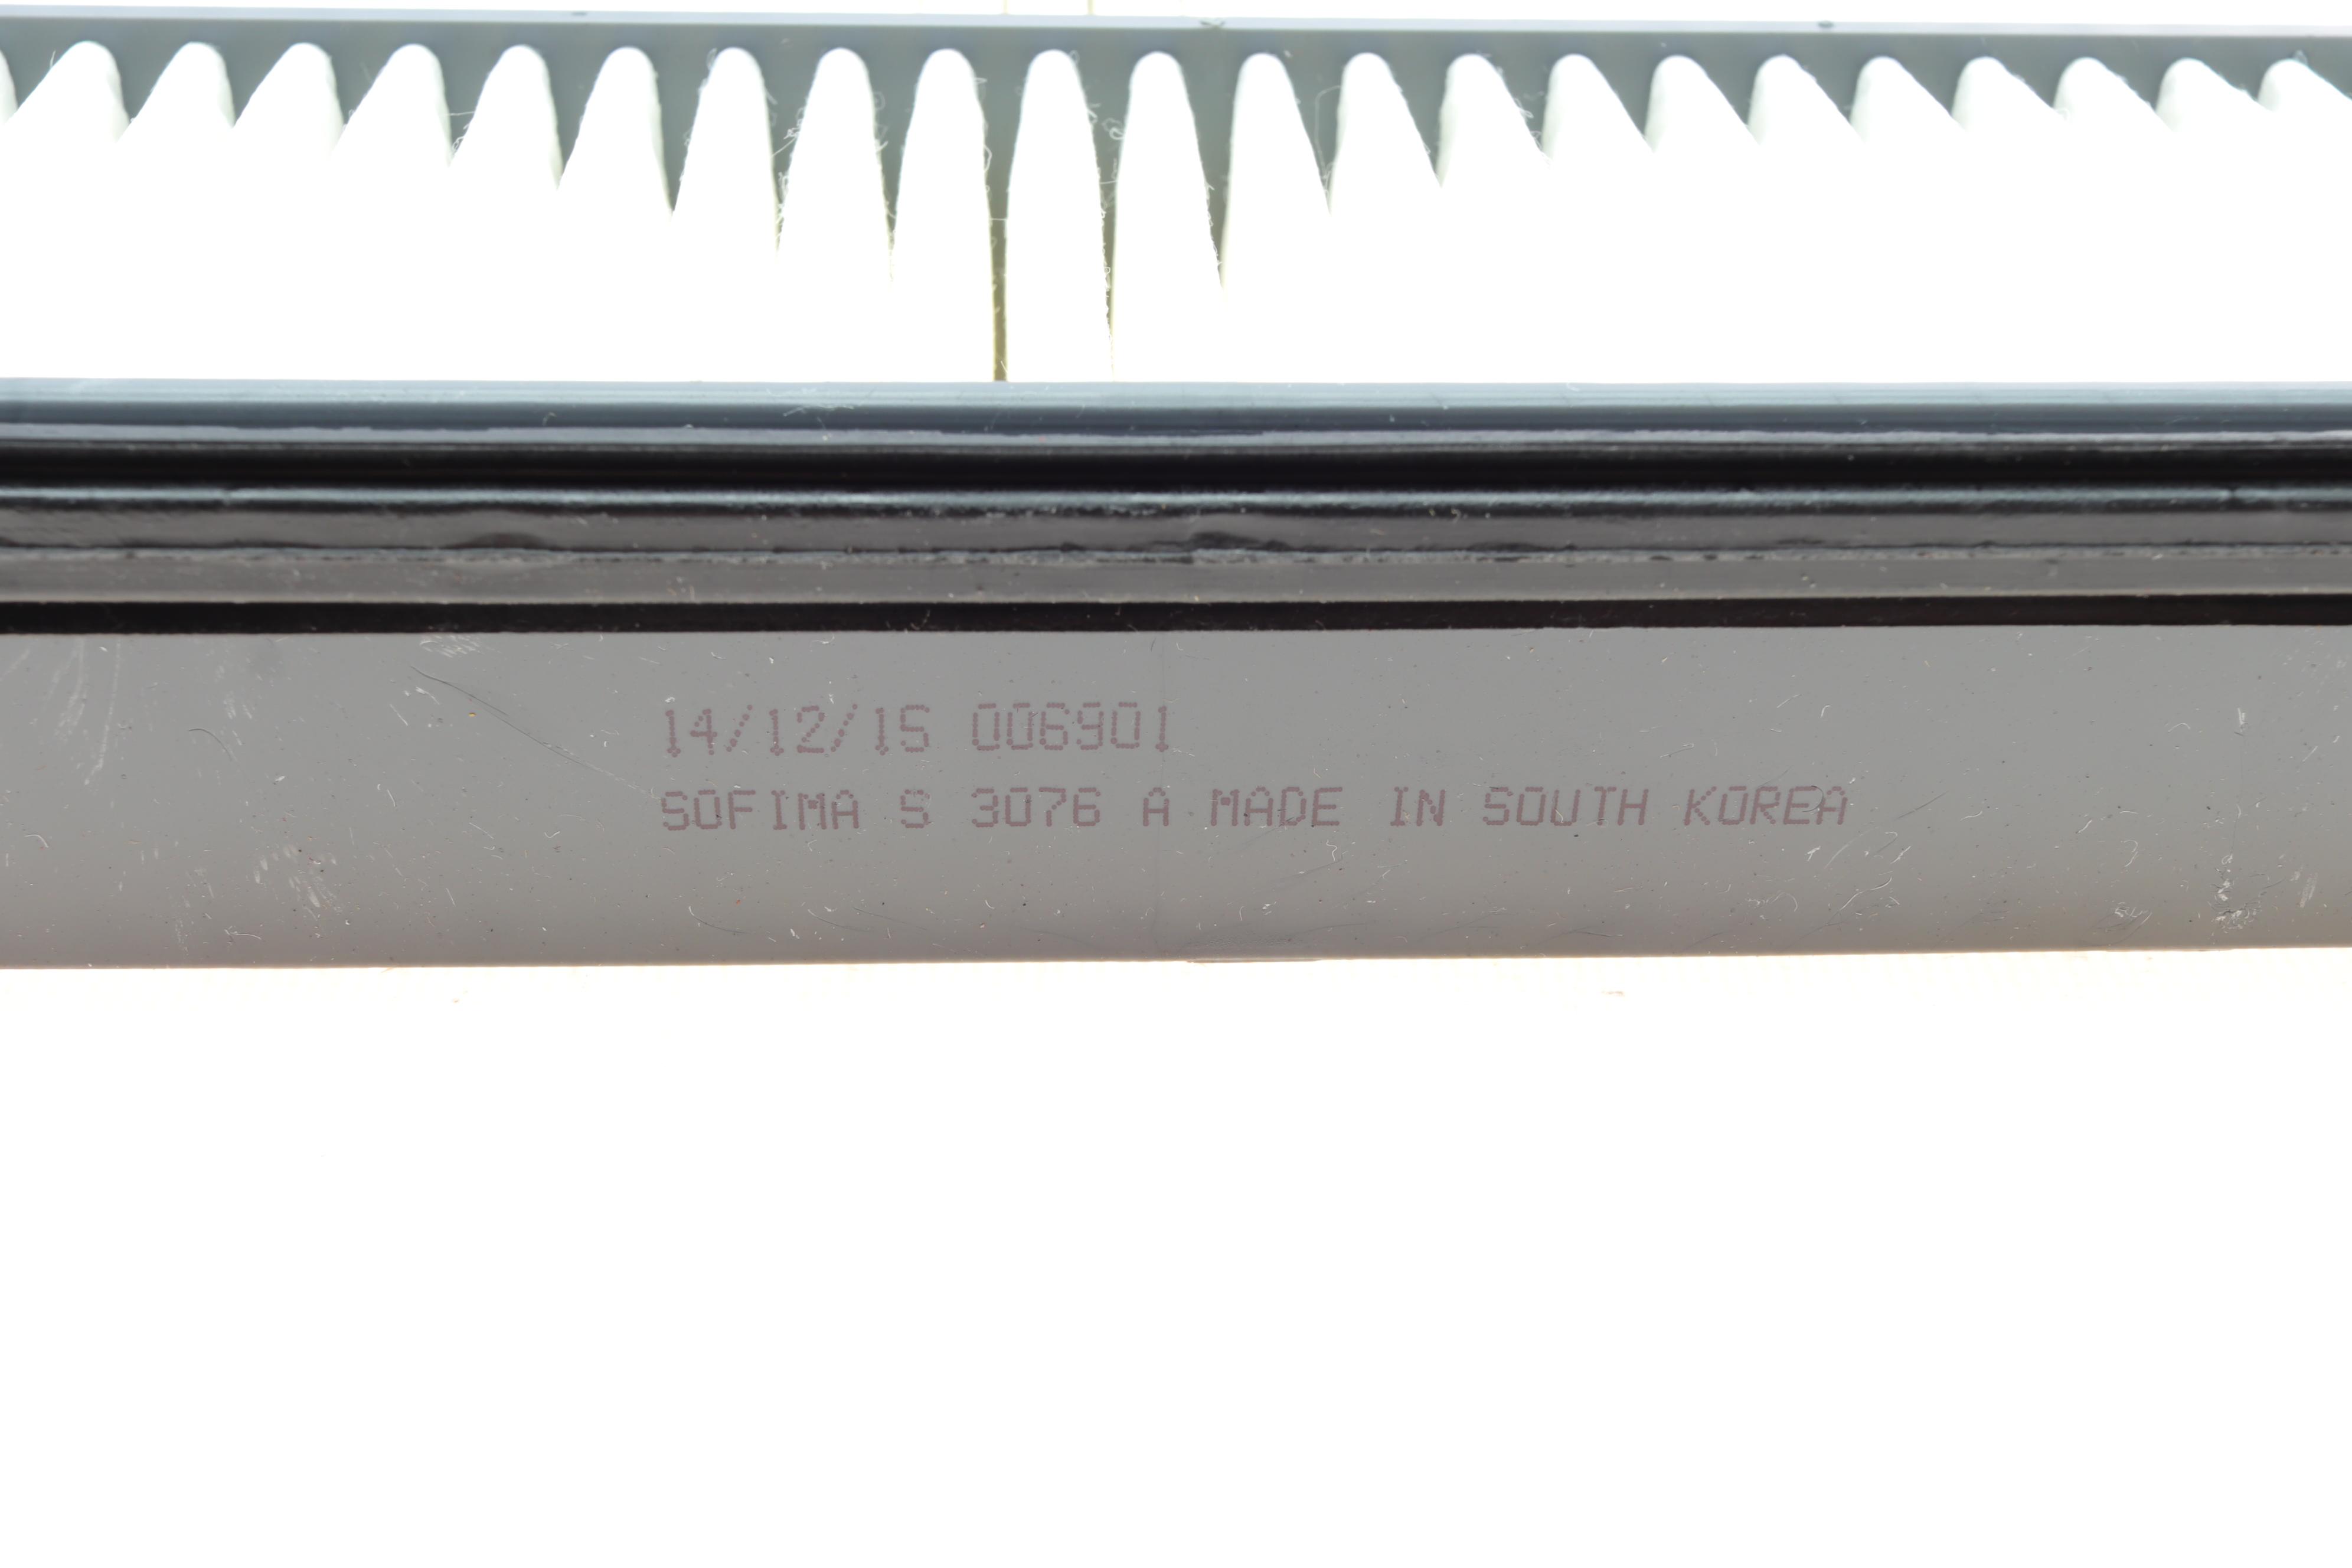 14/12/15 006901
SOFIMA S 3076 A MADE IN SOUTH KOREA